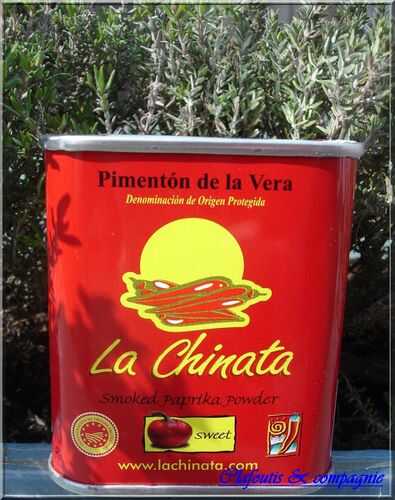 Pimentón de la Vera
Denominación de Origen Protegida
La Chinata
Smoked Paprika Powder
sweet
www.lachinata.com
Clafoutis & compagnie